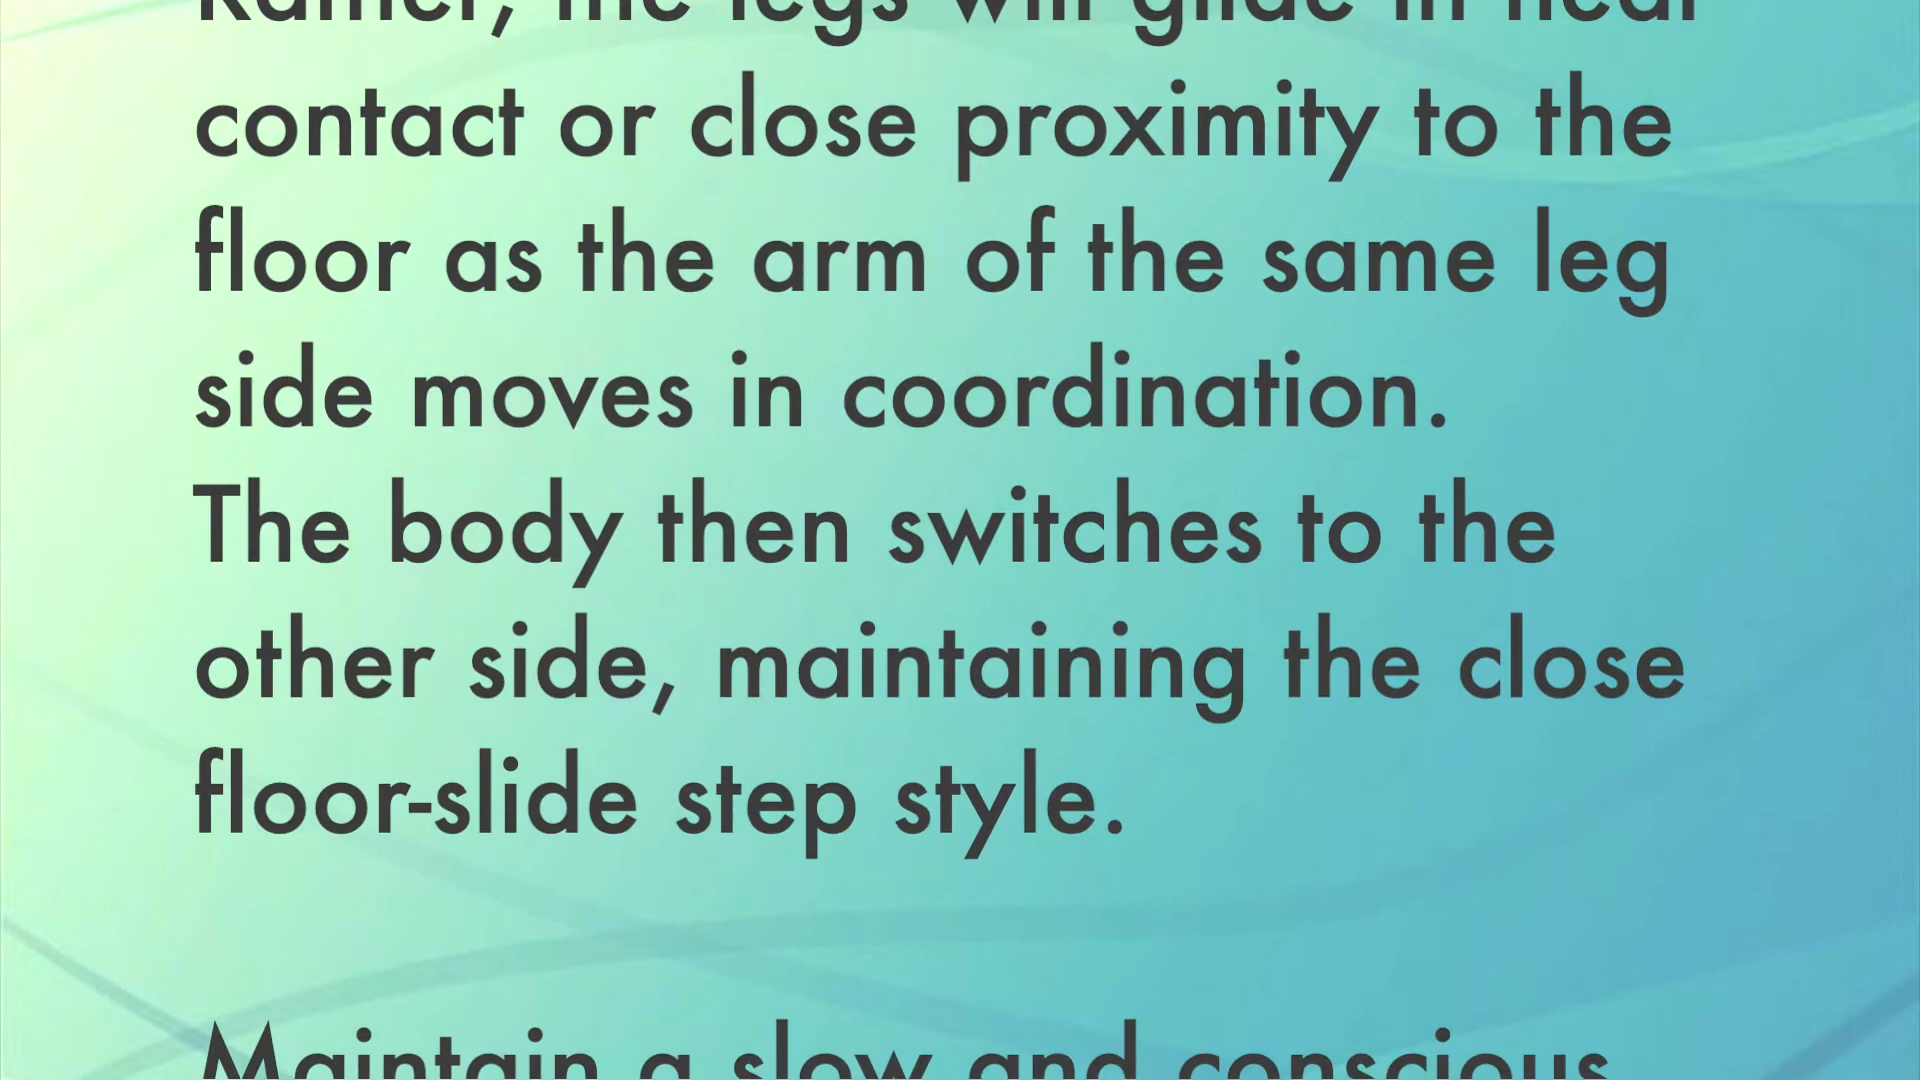 Rather, the legs will glide in near
contact or close proximity to the
floor as the arm of the same leg
side moves in coordination.
The body then switches to the
other side, maintaining the close
floor-slide step style.
Maintain a slow and conscious